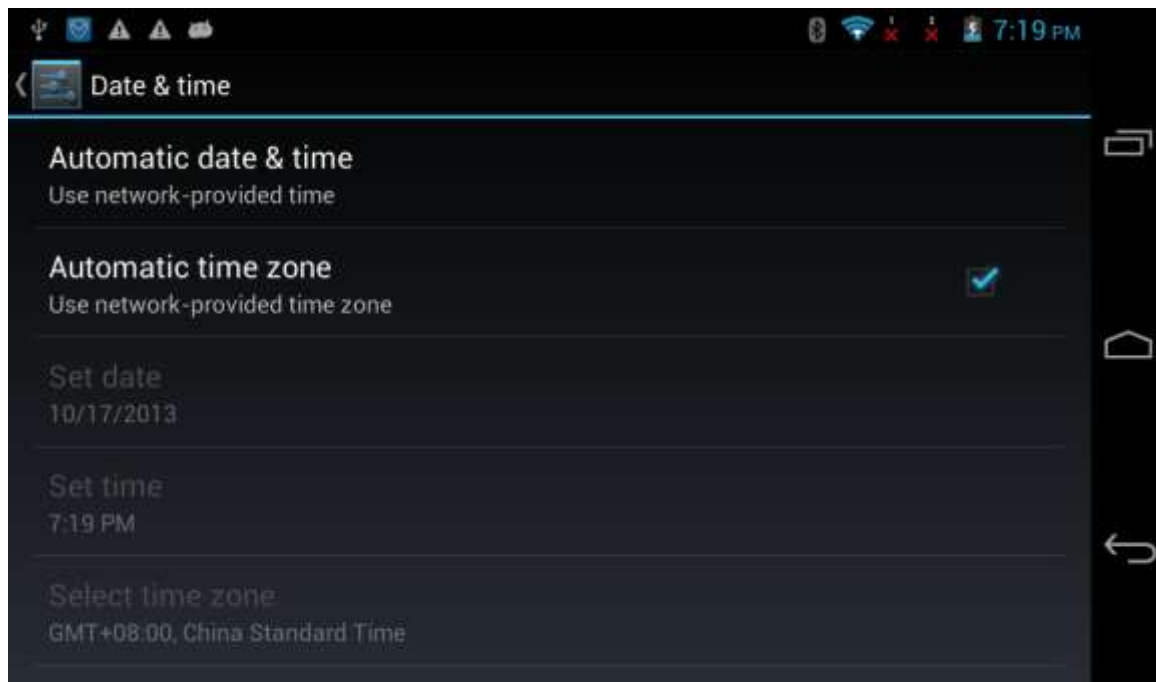 7:19 PM
Date & time
Automatic date & time
Use network-provided time
Automatic time zone
Use network-provided time zone
Set date
10/17/2013
Set time
7:19 PM
Select time zone
GMT+08:00, China Standard Time